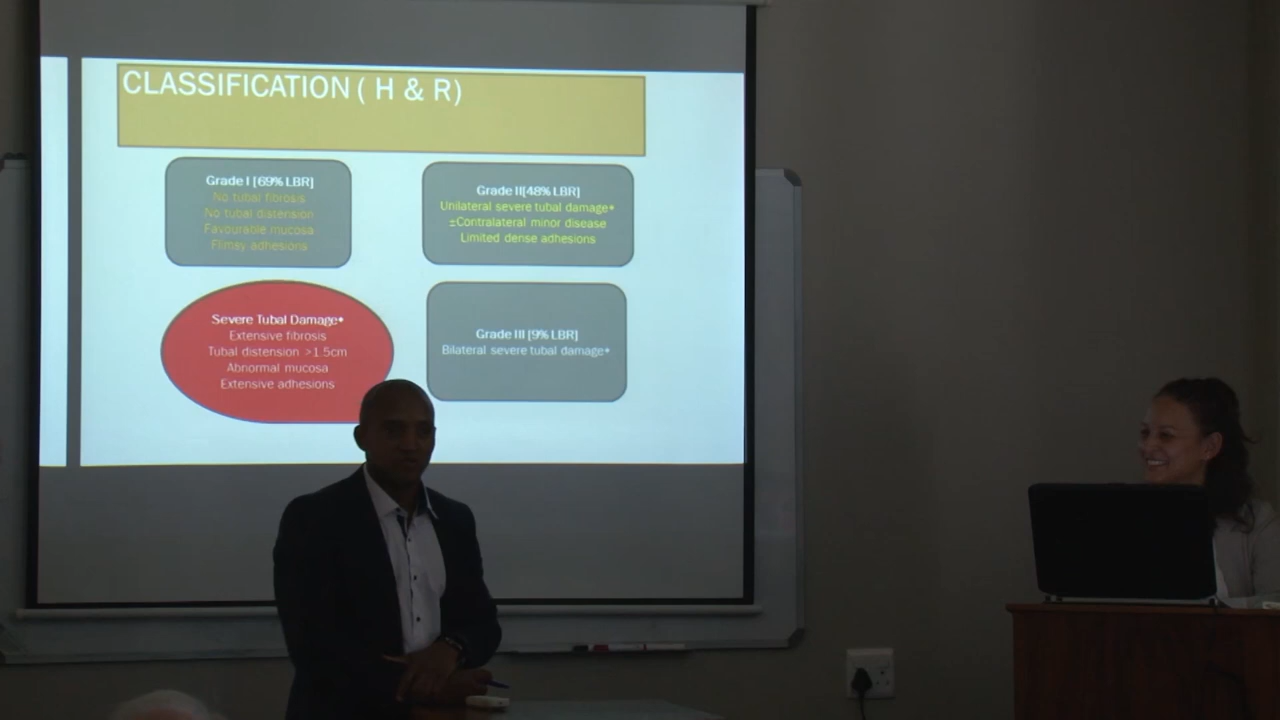 CLASSIFICATION ( H & R)
Grade I [69% LBR]
No tubal fibrosis
No tubal distension
Favourable mucosa
Flimsy adhesions
Grade II[48% LBR]
Unilateral severe tubal damage*
±Contralateral minor disease
Limited dense adhesions
Severe Tubal Damage*
Extensive fibrosis
Tubal distension >1.5cm
Abnormal mucosa
Extensive adhesions
Grade III [9% LBR]
Bilateral severe tubal damage*